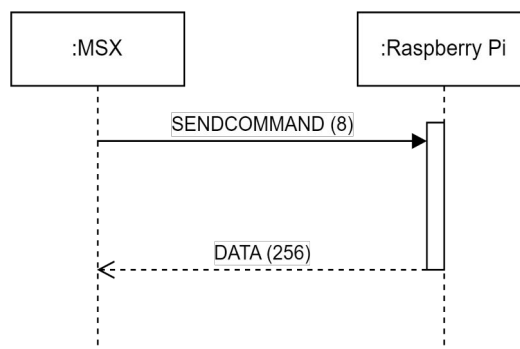 :MSX
:Raspberry Pi
SENDCOMMAND (8)
DATA (256)